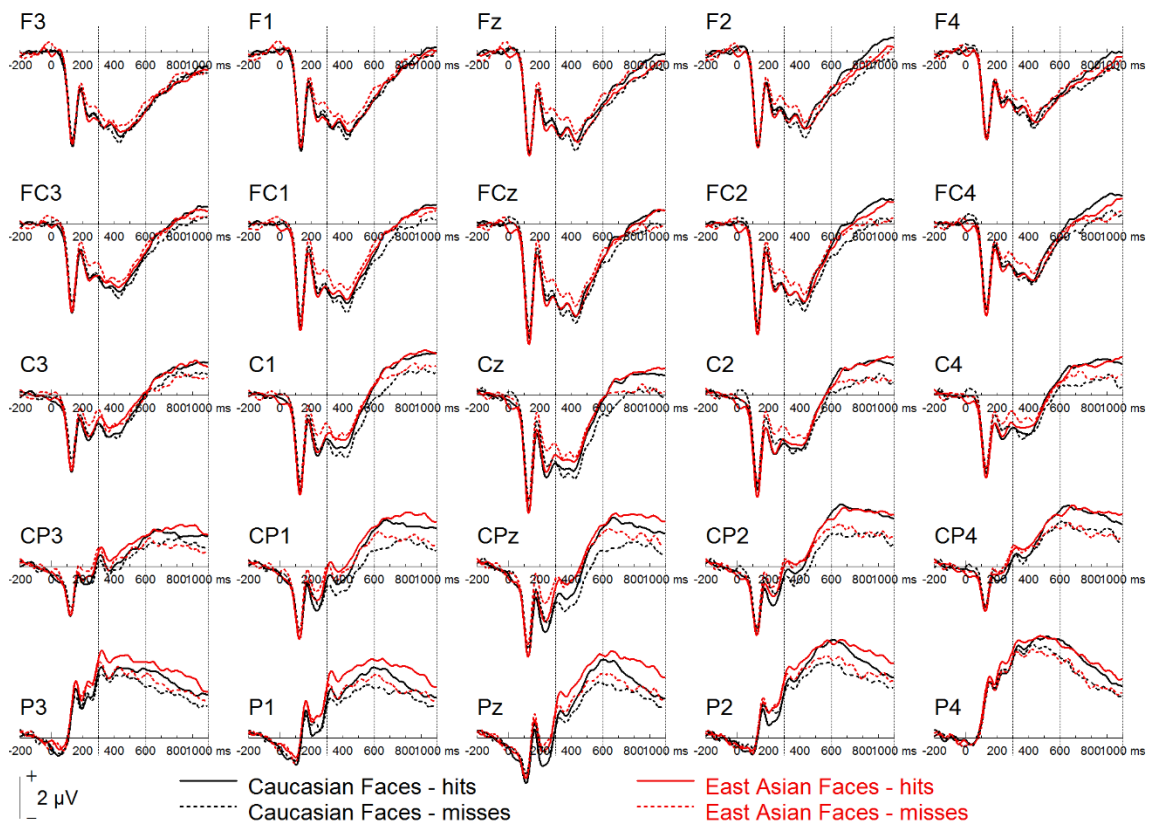 F3 F1 Fz F2 F4
-200 0 200 400 600 8001000 ms -200 0 200 400 600 8001000 ms -200 0 200 400 600 8001000 ms -200 0 200 400 600 8001000 ms -200 0 200 400 600 8001000 ms
FC3 FC1 FCz FC2 FC4
-200 0 200 400 600 8001000 ms -200 0 200 400 600 8001000 ms -200 0 200 400 600 8001000 ms -200 0 200 400 600 8001000 ms -200 0 200 400 600 8001000 ms
C3 C1 Cz C2 C4
-200 0 200 400 600 8001000 ms -200 0 200 400 600 8001000 ms -200 0 200 400 600 8001000 ms -200 0 200 400 600 8001000 ms -200 0 200 400 600 8001000 ms
CP3 CP1 CPz CP2 CP4
-200 0 200 400 600 8001000 ms -200 0 200 400 600 8001000 ms -200 0 200 400 600 8001000 ms -200 0 200 400 600 8001000 ms -200 0 200 400 600 8001000 ms
P3 P1 Pz P2 P4
-200 0 200 400 600 8001000 ms -200 0 200 400 600 8001000 ms -200 0 200 400 600 8001000 ms -200 0 200 400 600 8001000 ms -200 0 200 400 600 8001000 ms
+
2 µV
−
Caucasian Faces - hits East Asian Faces - hits
Caucasian Faces - misses East Asian Faces - misses